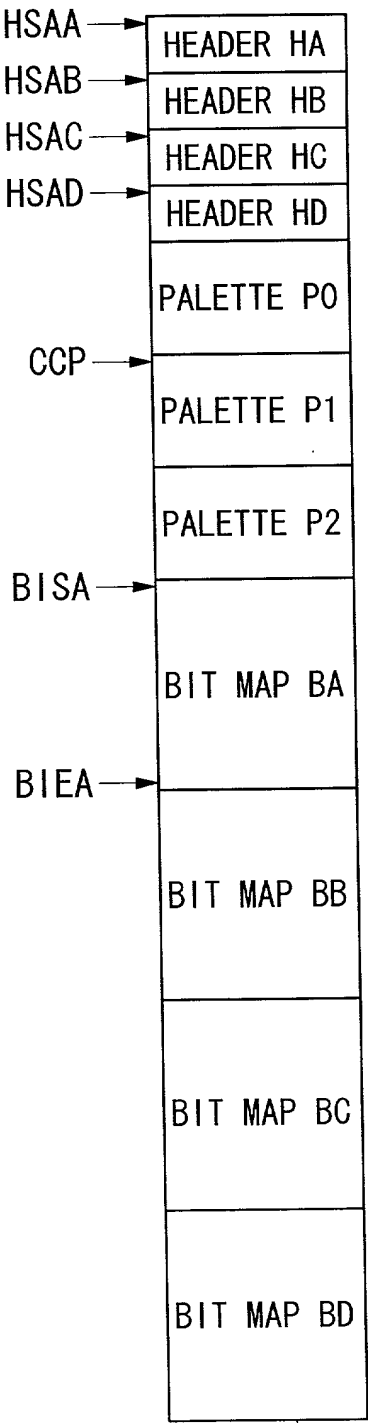 HSAA
HEADER HA
HSAB
HEADER HB
HSAC
HEADER HC
HSAD
HEADER HD
PALETTE P0
CCP
PALETTE P1
PALETTE P2
BISA
BIT MAP BA
BIEA
BIT MAP BB
BIT MAP BC
BIT MAP BD